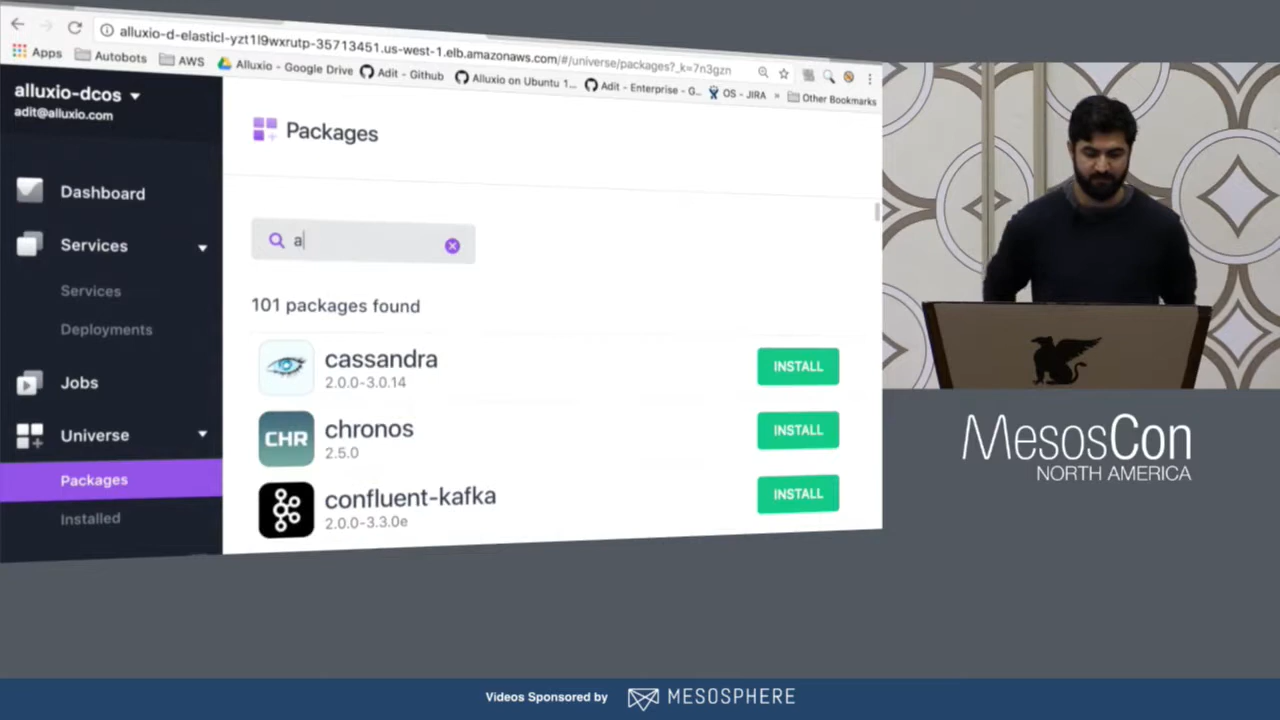 alluxio-d-elasticl-yzt1l9wxrutp-35713451.us-west-1.elb.amazonaws.com/#/universe/packages?_k=7n3gzn
Apps Autobots AWS Alluxio - Google Drive Adit - Github Alluxio on Ubuntu 1... Adit - Enterprise - G... OS - JIRA » Other Bookmarks
alluxio-dcos
adit@alluxio.com
Dashboard
Services
Services
Deployments
Jobs
Universe
Packages
Installed
Packages
a
101 packages found
cassandra
2.0.0-3.0.14
INSTALL
CHR
chronos
2.5.0
INSTALL
confluent-kafka
2.0.0-3.3.0e
INSTALL
MesosCon
NORTH AMERICA
Videos Sponsored by MESOSPHERE